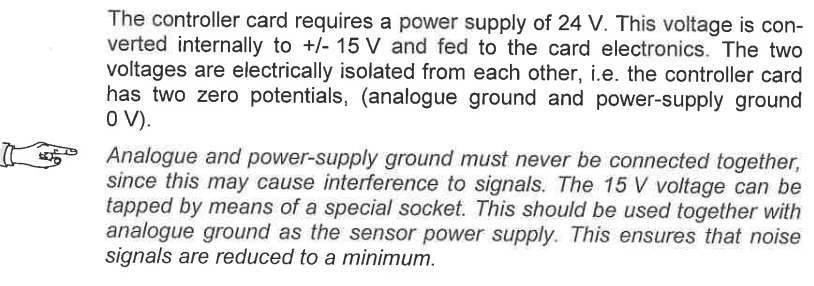 The controller card requires a power supply of 24 V. This voltage is con-
verted internally to +/- 15 V and fed to the card electronics. The two
voltages are electrically isolated from each other, i.e. the controller card
has two zero potentials, (analogue ground and power-supply ground
0 V).
Analogue and power-supply ground must never be connected together,
since this may cause interference to signals. The 15 V voltage can be
tapped by means of a special socket. This should be used together with
analogue ground as the sensor power supply. This ensures that noise
signals are reduced to a minimum.